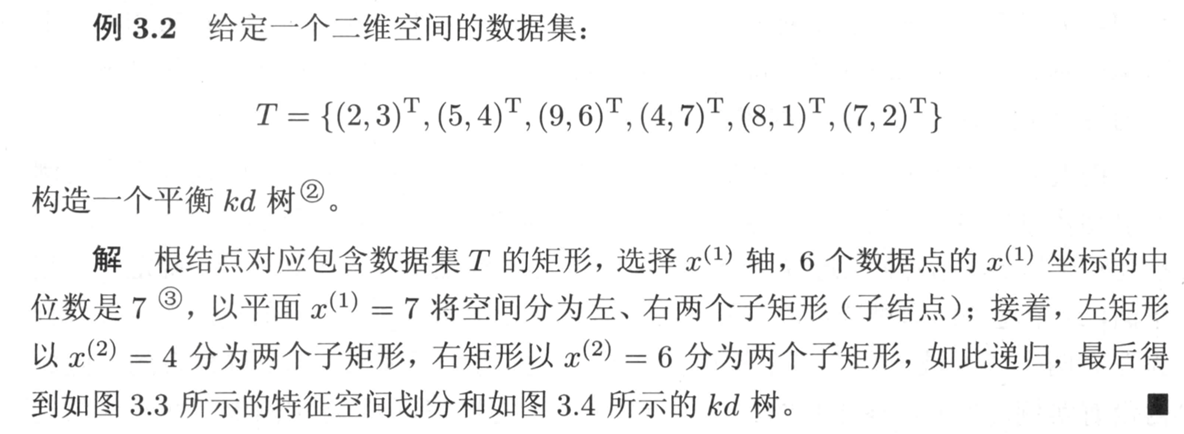 例 3.2 给定一个二维空间的数据集：
T = {(2, 3)ᵀ, (5, 4)ᵀ, (9, 6)ᵀ, (4, 7)ᵀ, (8, 1)ᵀ, (7, 2)ᵀ}
构造一个平衡 kd 树②。
解 根结点对应包含数据集 T 的矩形，选择 x⁽¹⁾ 轴，6 个数据点的 x⁽¹⁾ 坐标的中
位数是 7 ③，以平面 x⁽¹⁾ = 7 将空间分为左、右两个子矩形（子结点）；接着，左矩形
以 x⁽²⁾ = 4 分为两个子矩形，右矩形以 x⁽²⁾ = 6 分为两个子矩形，如此递归，最后得
到如图 3.3 所示的特征空间划分和如图 3.4 所示的 kd 树。 ■